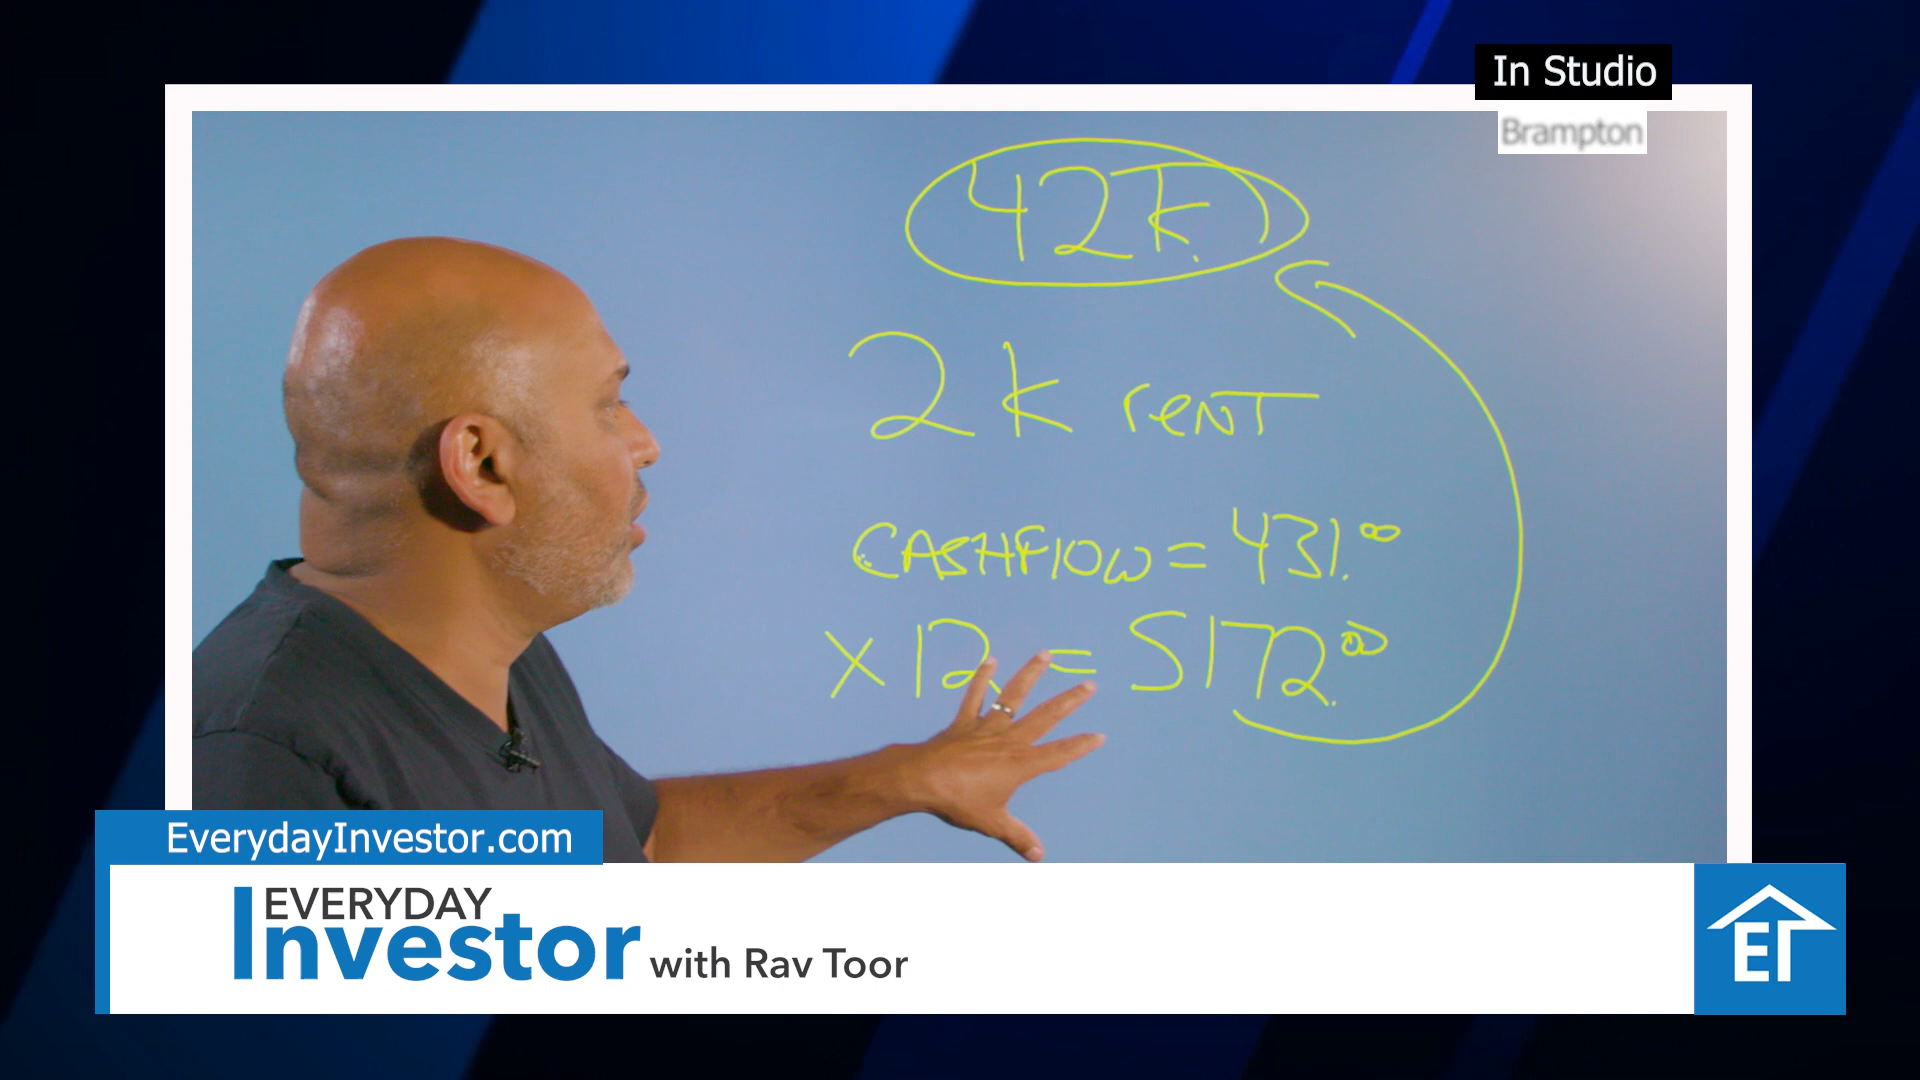 In Studio
Brampton
42k.
2k rent
CASHFLOW = 431.00
x 12 = 5172.00
EverydayInvestor.com
EVERYDAY
Investor with Rav Toor
EI